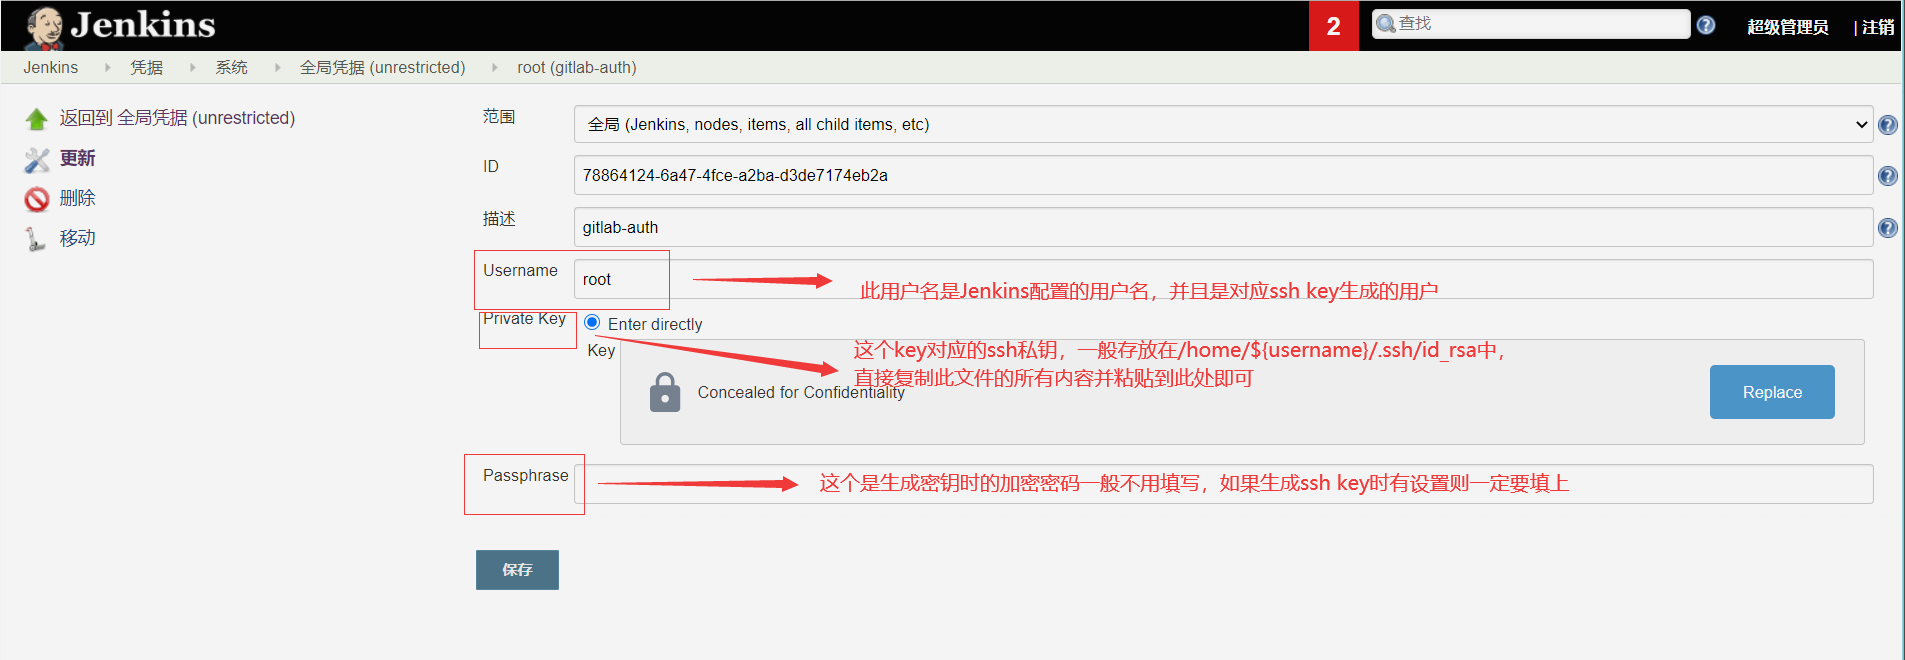 Jenkins
2
查找
超级管理员
| 注销
Jenkins
凭据
系统
全局凭据 (unrestricted)
root (gitlab-auth)
返回到 全局凭据 (unrestricted)
更新
删除
移动
范围
全局 (Jenkins, nodes, items, all child items, etc)
ID
78864124-6a47-4fce-a2ba-d3de7174eb2a
描述
gitlab-auth
Username
root
此用户名是Jenkins配置的用户名，并且是对应ssh key生成的用户
Private Key
Enter directly
Key
这个key对应的ssh私钥，一般存放在/home/${username}/.ssh/id_rsa中，
直接复制此文件的所有内容并粘贴到此处即可
Concealed for Confidentiality
Replace
Passphrase
这个是生成密钥时的加密密码一般不用填写，如果生成ssh key时有设置则一定要填上
保存